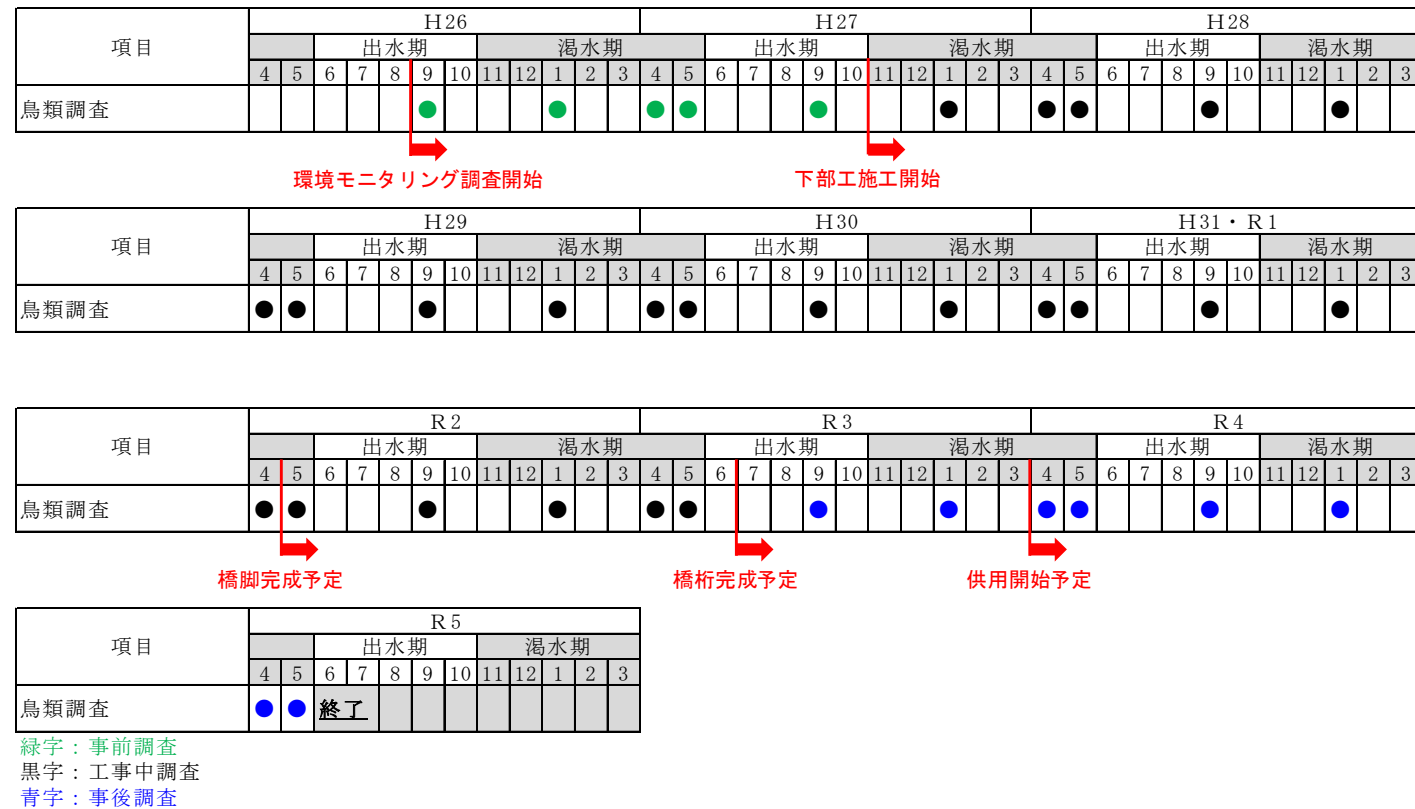 項目 H26 H27 H28
出水期 渇水期 出水期 渇水期 出水期 渇水期
4 5 6 7 8 9 10 11 12 1 2 3 4 5 6 7 8 9 10 11 12 1 2 3 4 5 6 7 8 9 10 11 12 1 2 3
鳥類調査 ● ● ● ● ● ● ● ● ● ●
環境モニタリング調査開始 下部工施工開始
項目 H29 H30 H31・R1
出水期 渇水期 出水期 渇水期 出水期 渇水期
4 5 6 7 8 9 10 11 12 1 2 3 4 5 6 7 8 9 10 11 12 1 2 3 4 5 6 7 8 9 10 11 12 1 2 3
鳥類調査 ● ● ● ● ● ● ● ● ● ● ● ●
項目 R2 R3 R4
出水期 渇水期 出水期 渇水期 出水期 渇水期
4 5 6 7 8 9 10 11 12 1 2 3 4 5 6 7 8 9 10 11 12 1 2 3 4 5 6 7 8 9 10 11 12 1 2 3
鳥類調査 ● ● ● ● ● ● ● ● ● ● ● ●
橋脚完成予定 橋桁完成予定 供用開始予定
項目 R5
出水期 渇水期
4 5 6 7 8 9 10 11 12 1 2 3
鳥類調査 ● ● 終了
緑字：事前調査
黒字：工事中調査
青字：事後調査